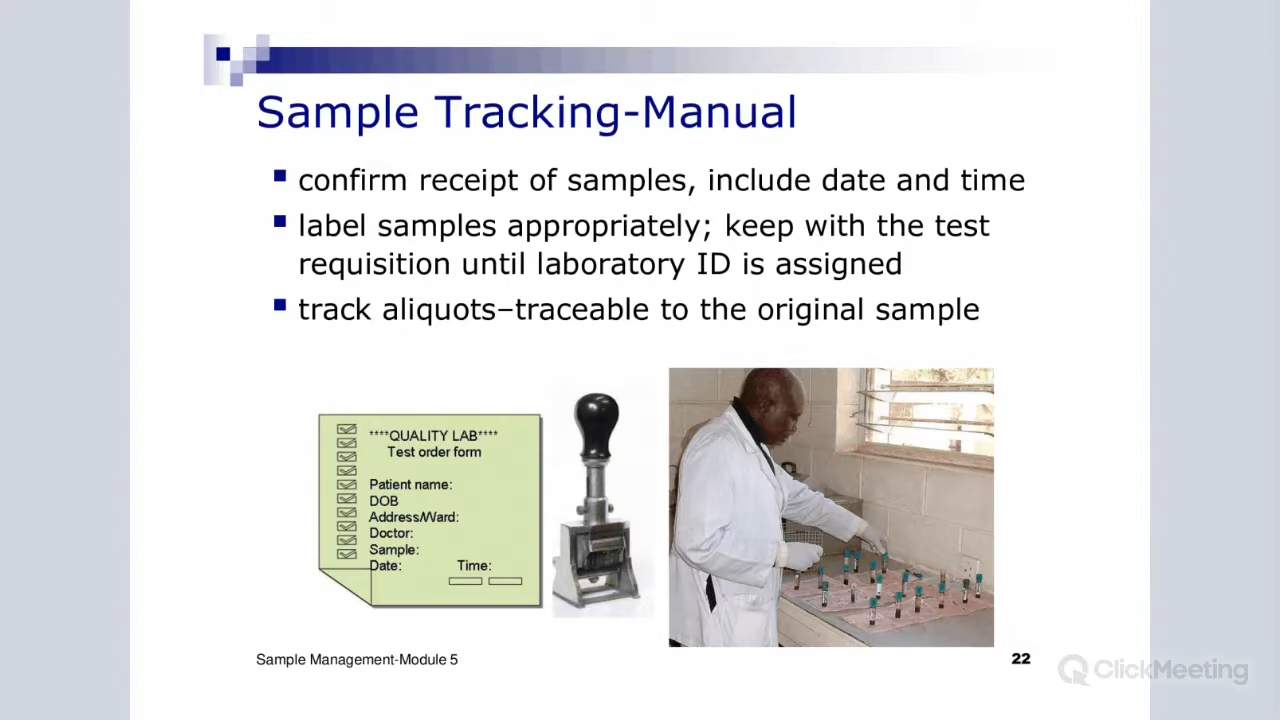 Sample Tracking-Manual
confirm receipt of samples, include date and time
label samples appropriately; keep with the test
requisition until laboratory ID is assigned
track aliquots–traceable to the original sample
****QUALITY LAB****
Test order form
Patient name:
DOB
Address/Ward:
Doctor:
Sample:
Date: Time:
Sample Management-Module 5
22
ClickMeeting